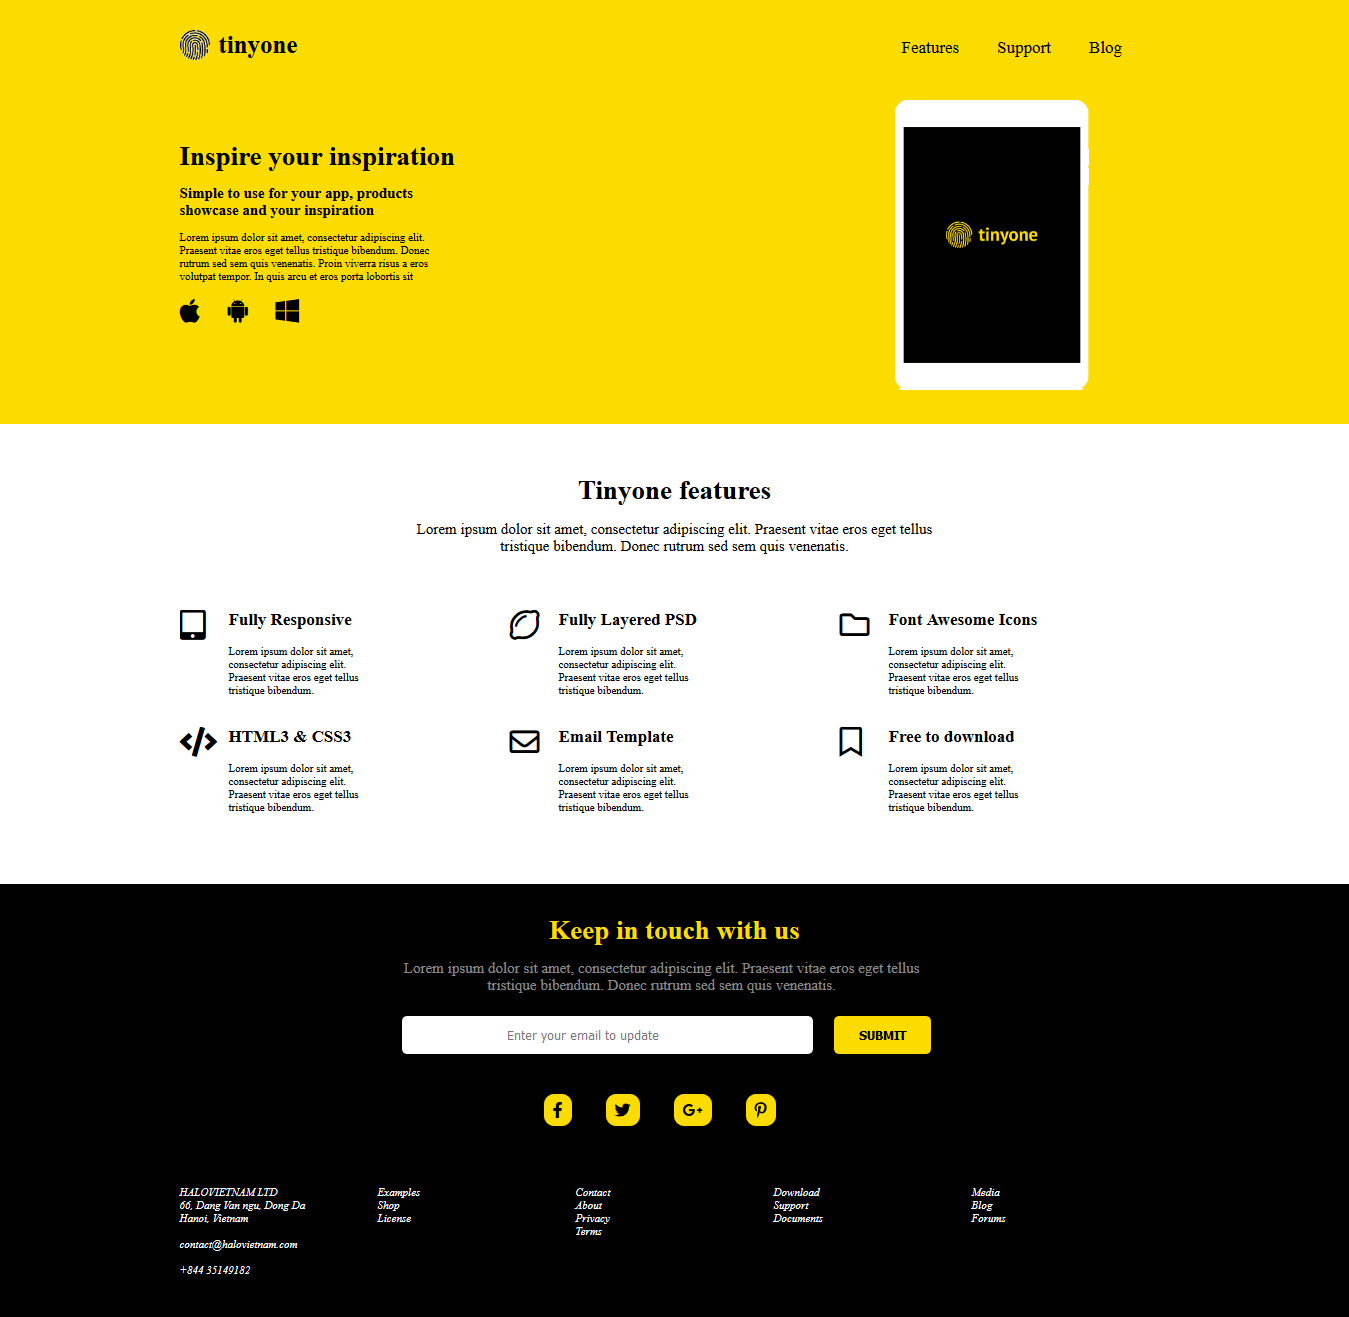 tinyone
Features Support Blog
Inspire your inspiration
Simple to use for your app, products
showcase and your inspiration
Lorem ipsum dolor sit amet, consectetur adipiscing elit.
Praesent vitae eros eget tellus tristique bibendum. Donec
rutrum sed sem quis venenatis. Proin viverra risus a eros
volutpat tempor. In quis arcu et eros porta lobortis sit
tinyone
Tinyone features
Lorem ipsum dolor sit amet, consectetur adipiscing elit. Praesent vitae eros eget tellus
tristique bibendum. Donec rutrum sed sem quis venenatis.
Fully Responsive
Lorem ipsum dolor sit amet,
consectetur adipiscing elit.
Praesent vitae eros eget tellus
tristique bibendum.
Fully Layered PSD
Lorem ipsum dolor sit amet,
consectetur adipiscing elit.
Praesent vitae eros eget tellus
tristique bibendum.
Font Awesome Icons
Lorem ipsum dolor sit amet,
consectetur adipiscing elit.
Praesent vitae eros eget tellus
tristique bibendum.
HTML3 & CSS3
Lorem ipsum dolor sit amet,
consectetur adipiscing elit.
Praesent vitae eros eget tellus
tristique bibendum.
Email Template
Lorem ipsum dolor sit amet,
consectetur adipiscing elit.
Praesent vitae eros eget tellus
tristique bibendum.
Free to download
Lorem ipsum dolor sit amet,
consectetur adipiscing elit.
Praesent vitae eros eget tellus
tristique bibendum.
Keep in touch with us
Lorem ipsum dolor sit amet, consectetur adipiscing elit. Praesent vitae eros eget tellus
tristique bibendum. Donec rutrum sed sem quis venenatis.
Enter your email to update
SUBMIT
HALOVIETNAM LTD
66, Dang Van ngu, Dong Da
Hanoi, Vietnam
contact@halovietnam.com
+844 35149182
Examples
Shop
License
Contact
About
Privacy
Terms
Download
Support
Documents
Media
Blog
Forums